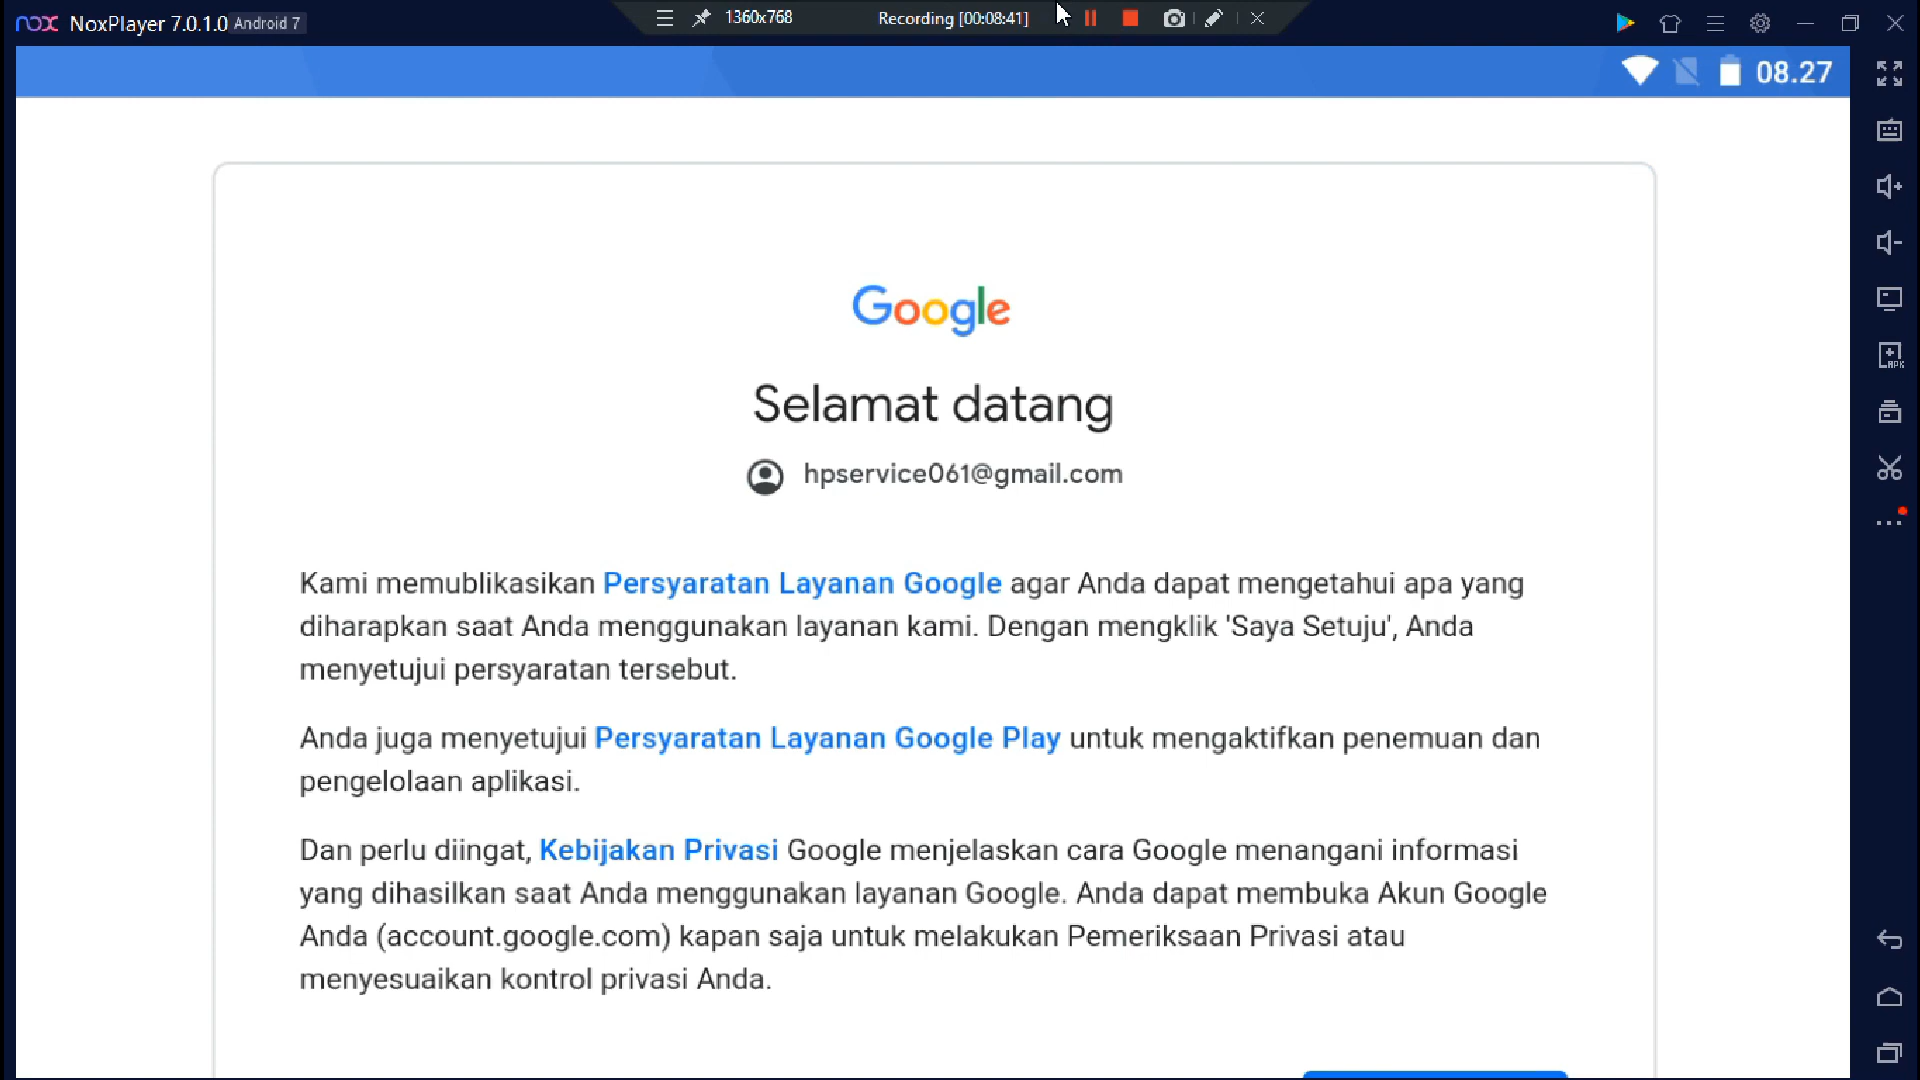 nox NoxPlayer 7.0.1.0 Android 7
1360x768
Recording [00:08:41]
08.27
Google
Selamat datang
hpservice061@gmail.com
Kami memublikasikan Persyaratan Layanan Google agar Anda dapat mengetahui apa yang
diharapkan saat Anda menggunakan layanan kami. Dengan mengklik 'Saya Setuju', Anda
menyetujui persyaratan tersebut.
Anda juga menyetujui Persyaratan Layanan Google Play untuk mengaktifkan penemuan dan
pengelolaan aplikasi.
Dan perlu diingat, Kebijakan Privasi Google menjelaskan cara Google menangani informasi
yang dihasilkan saat Anda menggunakan layanan Google. Anda dapat membuka Akun Google
Anda (account.google.com) kapan saja untuk melakukan Pemeriksaan Privasi atau
menyesuaikan kontrol privasi Anda.
APK